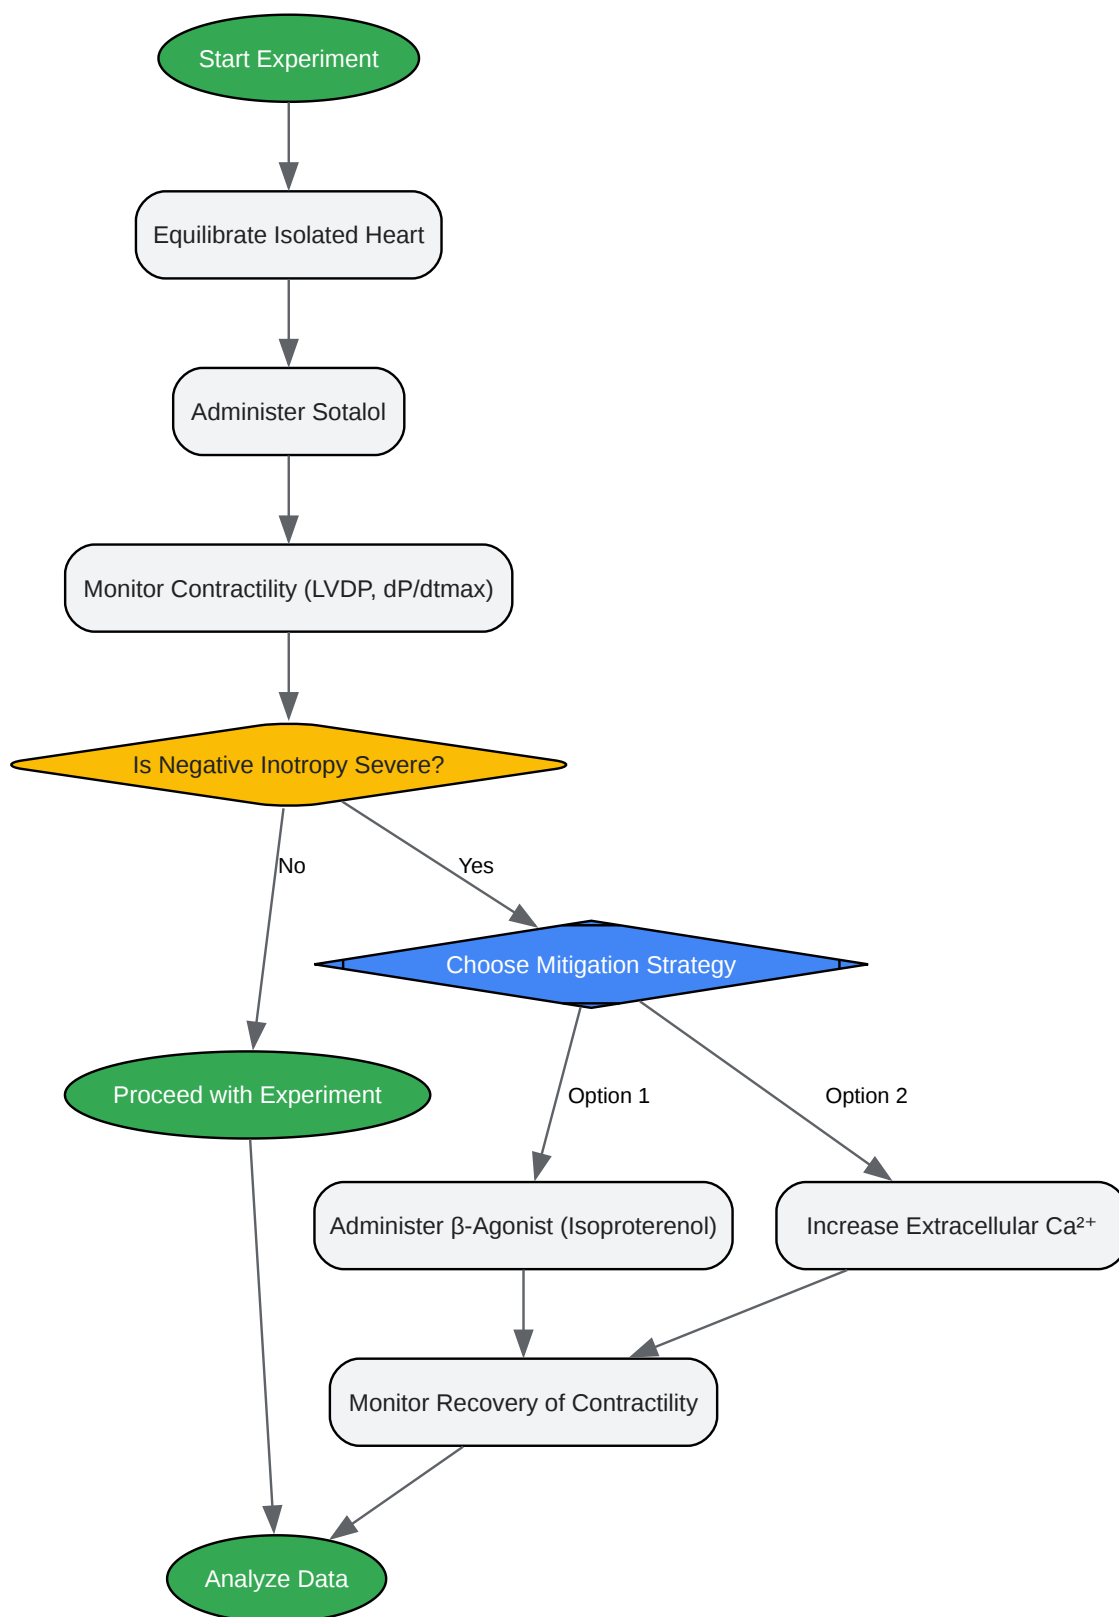 Start Experiment
Equilibrate Isolated Heart
Administer Sotalol
Monitor Contractility (LVDP, dP/dtmax)
Is Negative Inotropy Severe?
No
Yes
Choose Mitigation Strategy
Proceed with Experiment
Option 1
Option 2
Administer β-Agonist (Isoproterenol)
Increase Extracellular Ca²⁺
Monitor Recovery of Contractility
Analyze Data